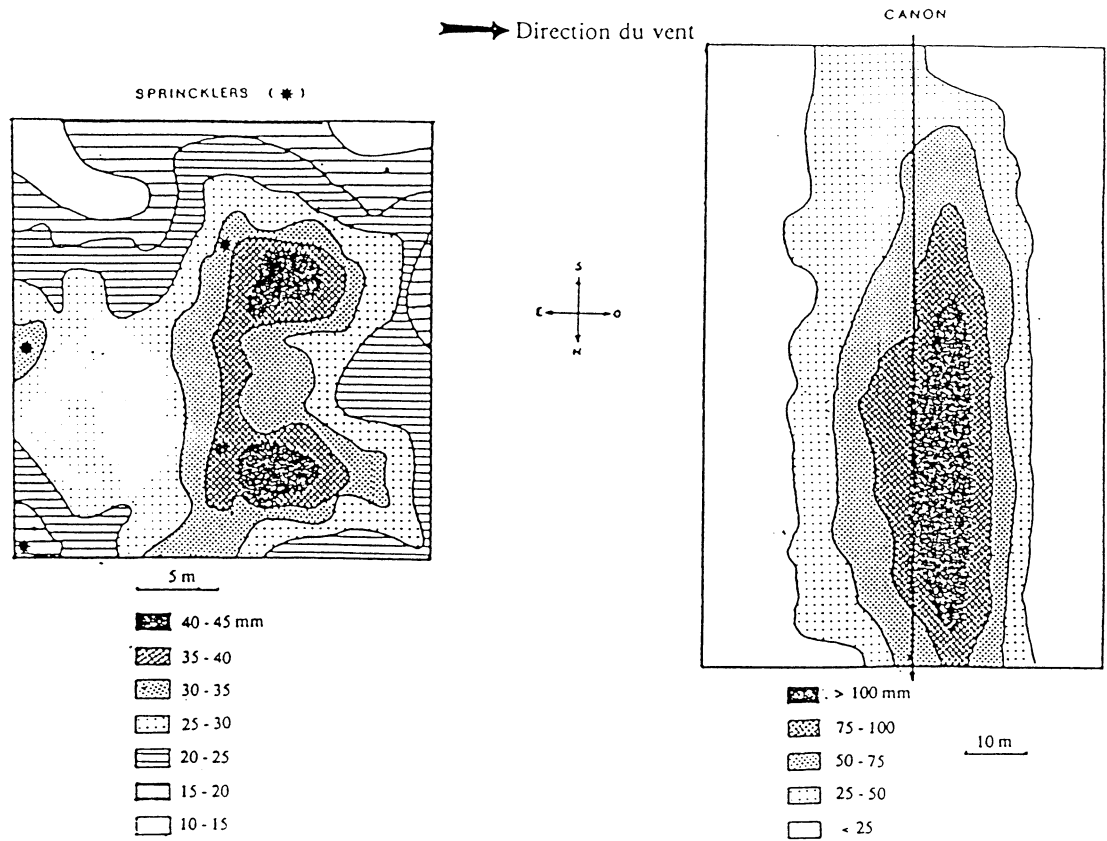 Direction du vent
CANON
SPRINCKLERS ( ✷ )
S
E O
N
5 m
40 - 45 mm
35 - 40
30 - 35
25 - 30
20 - 25
15 - 20
10 - 15
> 100 mm
75 - 100
50 - 75
25 - 50
< 25
10 m